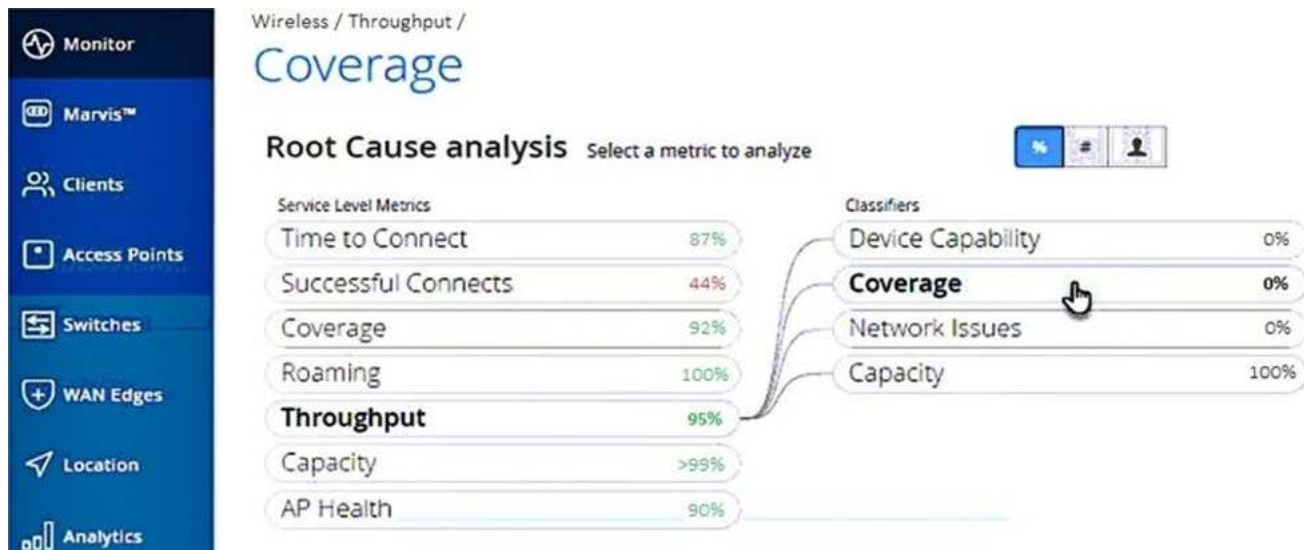 Monitor
Marvis™
Clients
Access Points
Switches
WAN Edges
Location
Analytics
Wireless / Throughput /
Coverage
Root Cause analysis Select a metric to analyze
% #
Service Level Metrics
Time to Connect 87%
Successful Connects 44%
Coverage 92%
Roaming 100%
Throughput 95%
Capacity >99%
AP Health 90%
Classifiers
Device Capability 0%
Coverage 0%
Network Issues 0%
Capacity 100%